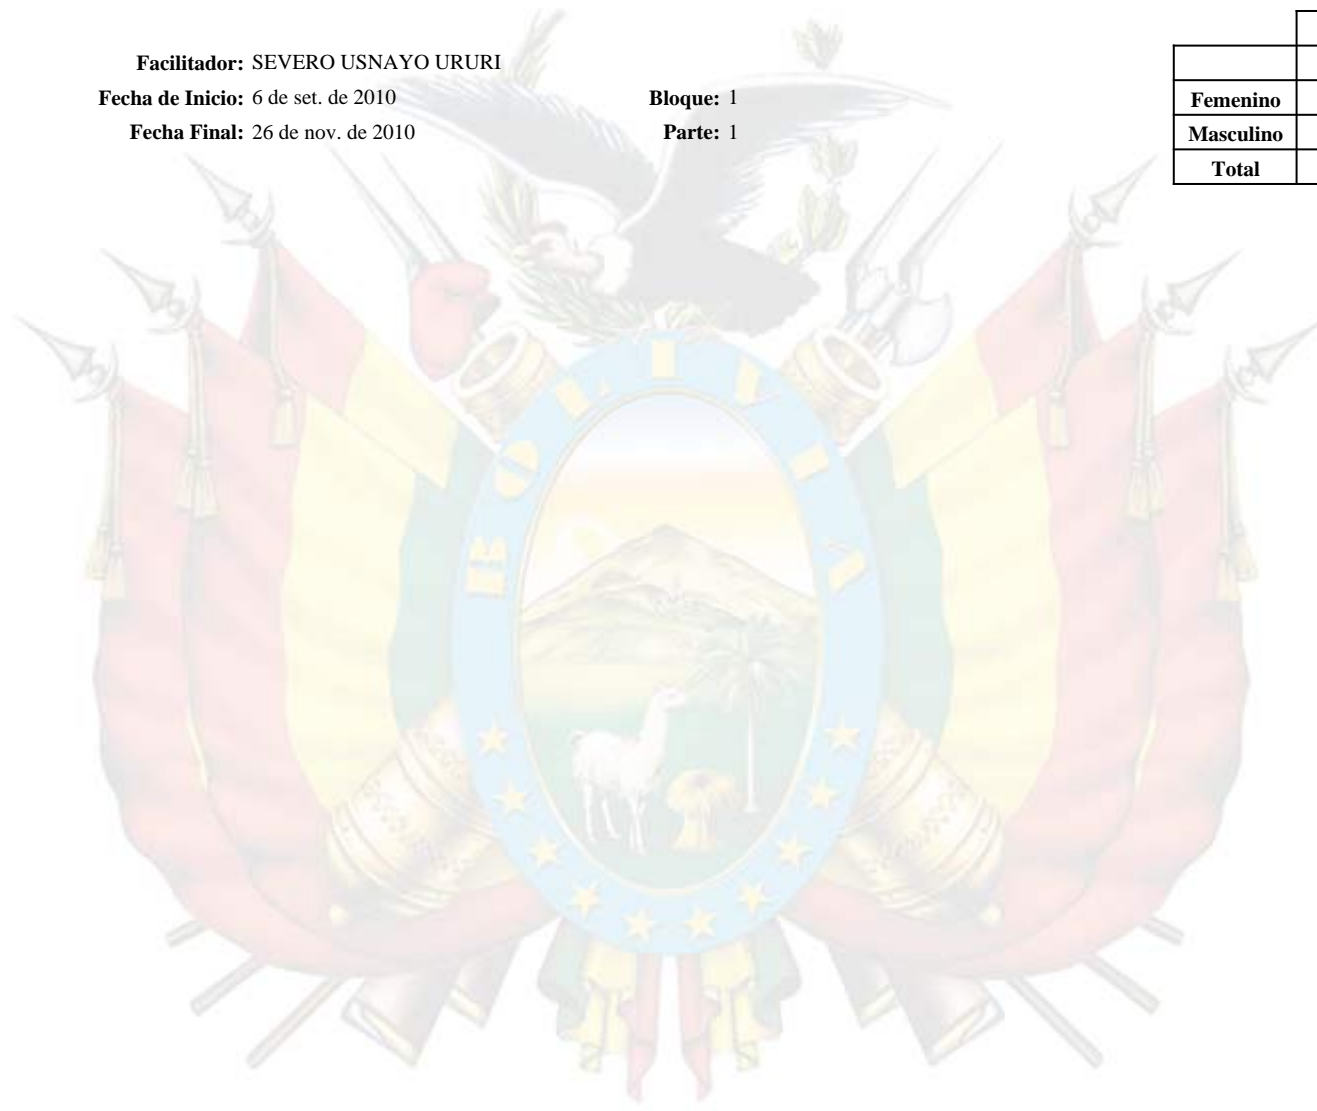 Facilitador: SEVERO USNAYO URURI
Fecha de Inicio: 6 de set. de 2010 Bloque: 1
Fecha Final: 26 de nov. de 2010 Parte: 1
Femenino
Masculino
Total
BOLIVIA